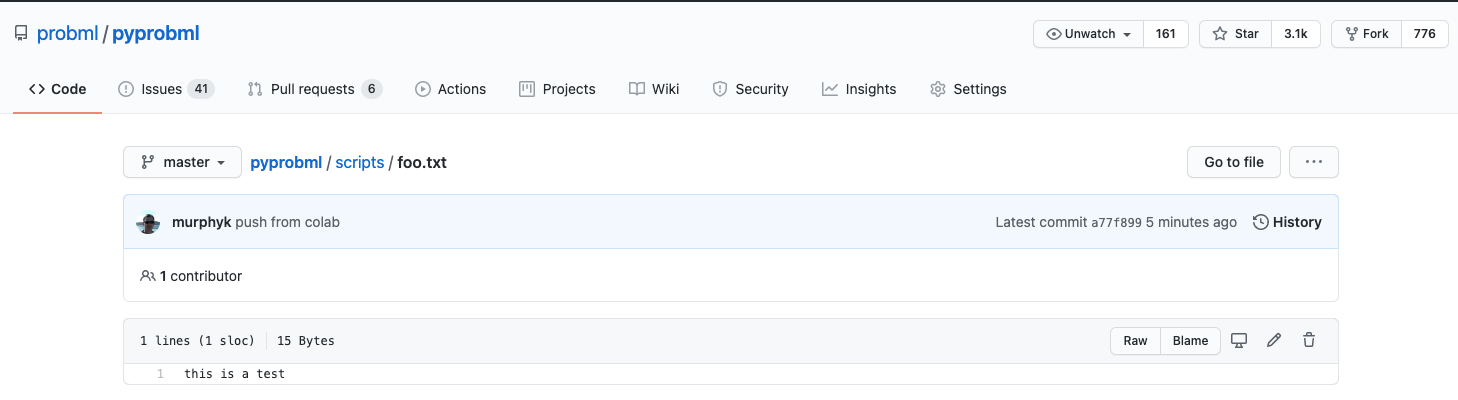 probml / pyprobml Unwatch 161 Star 3.1k Fork 776
Code Issues 41 Pull requests 6 Actions Projects Wiki Security Insights Settings
master pyprobml / scripts / foo.txt Go to file ...
murphyk push from colab Latest commit a77f899 5 minutes ago History
1 contributor
1 lines (1 sloc) 15 Bytes Raw Blame
1 this is a test